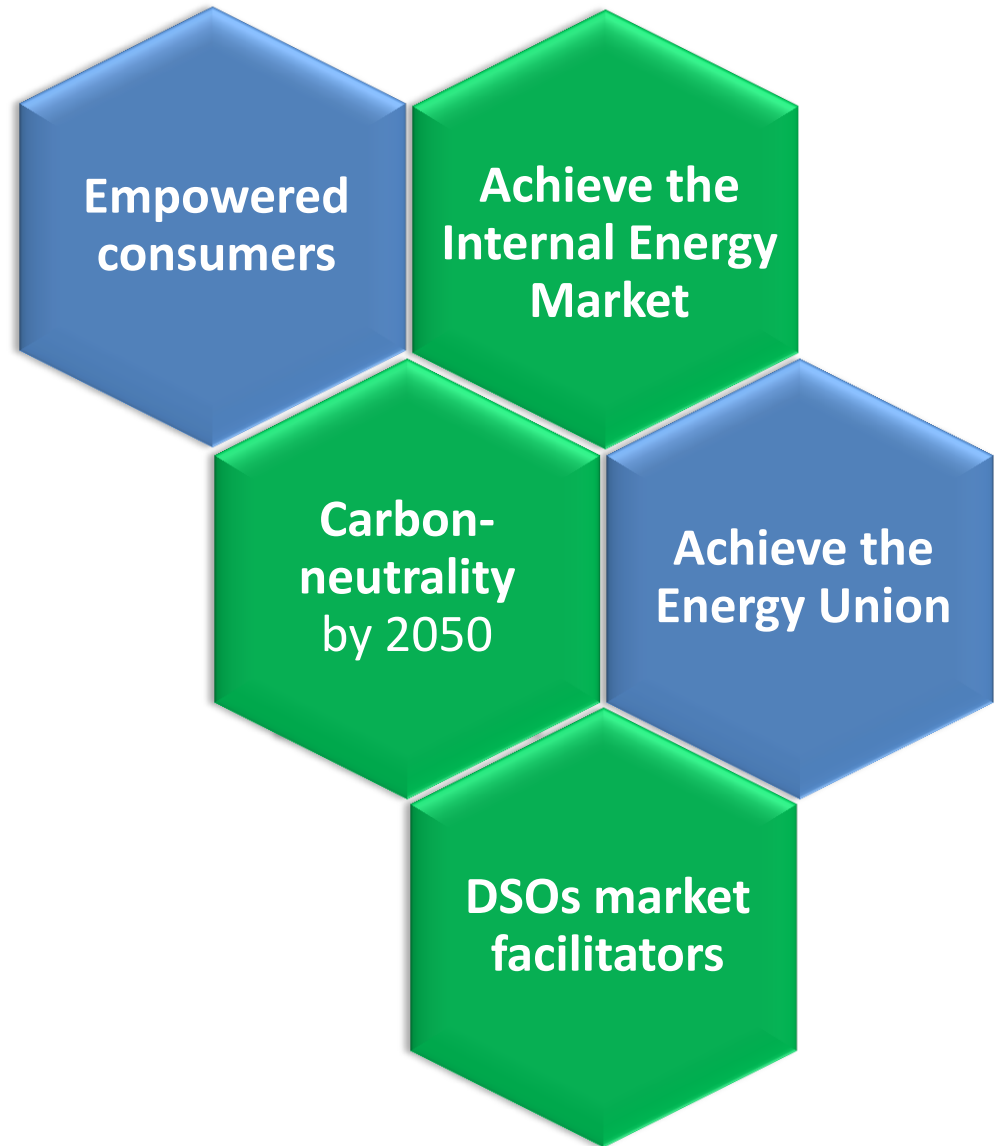 Empowered
consumers
Achieve the
Internal Energy
Market
Carbon-
neutrality
by 2050
Achieve the
Energy Union
DSOs market
facilitators